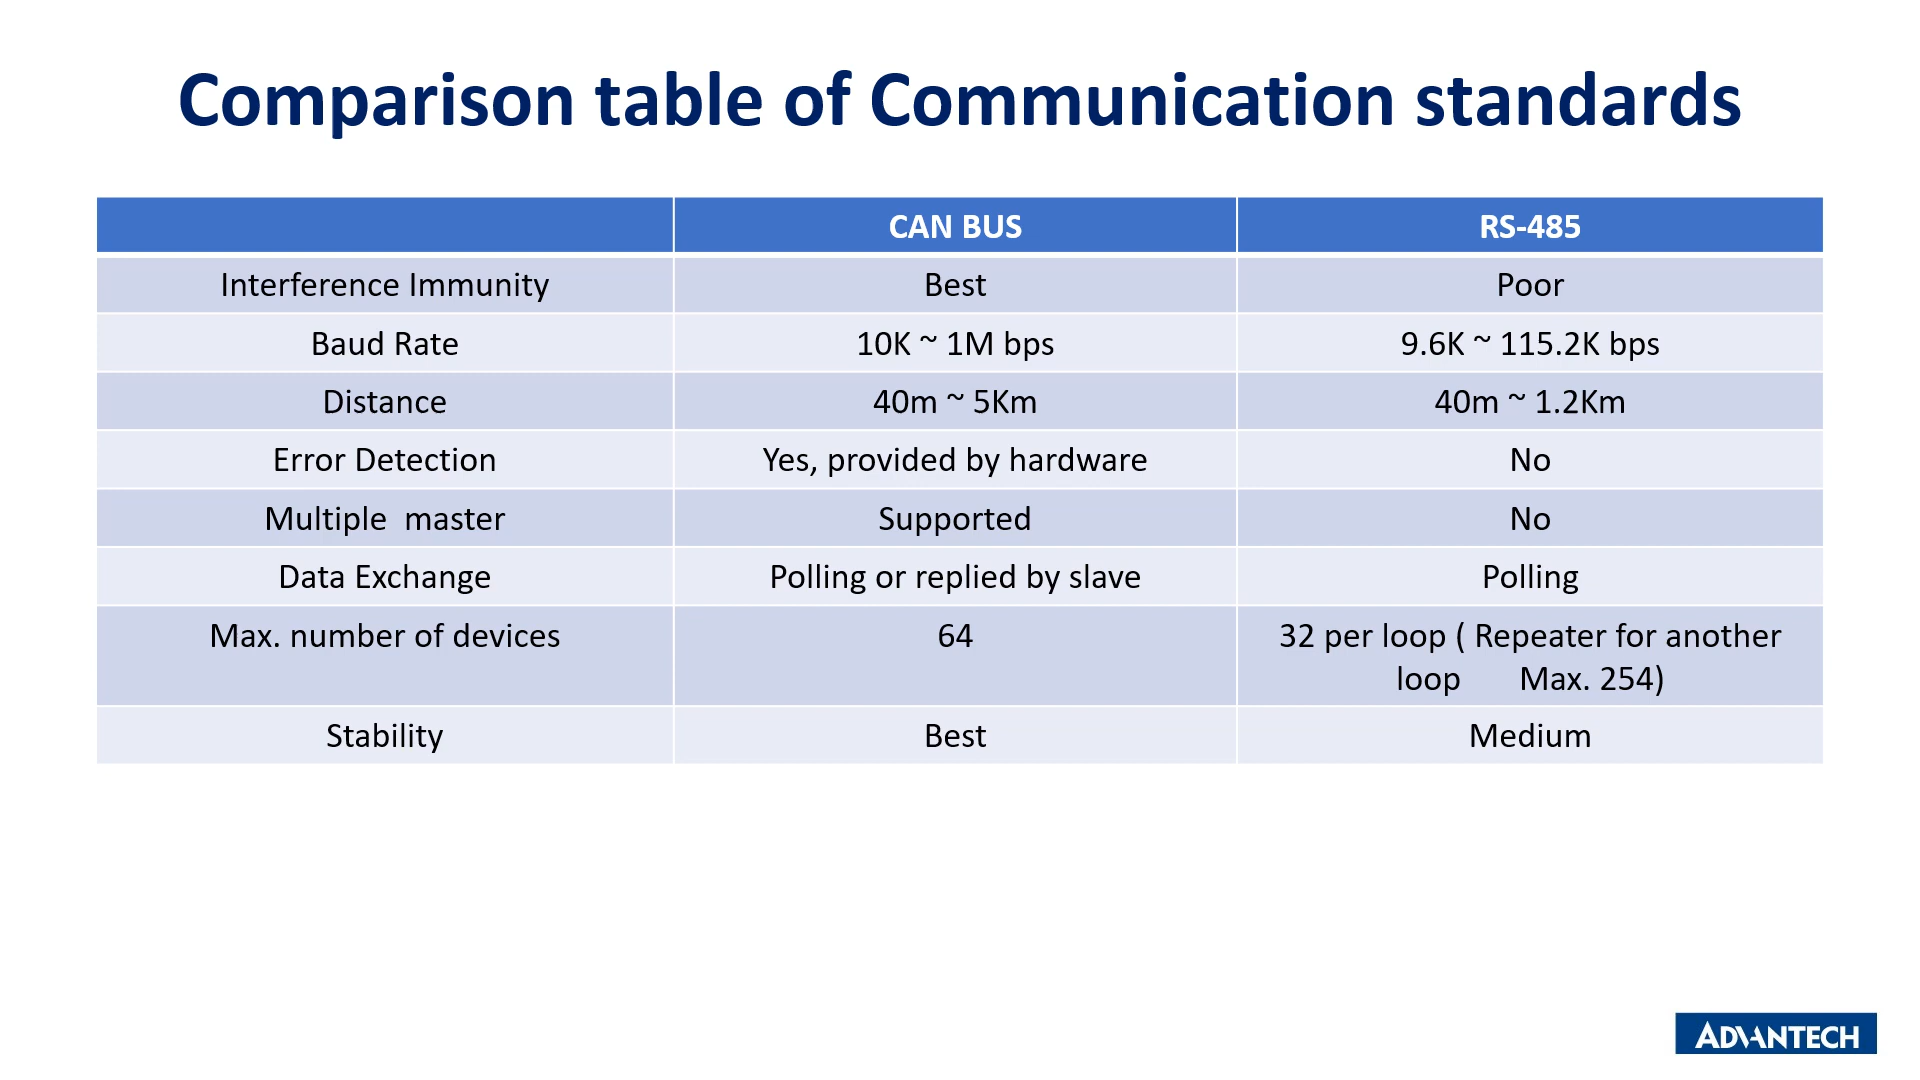 Comparison table of Communication standards
CAN BUS RS-485
Interference Immunity Best Poor
Baud Rate 10K ~ 1M bps 9.6K ~ 115.2K bps
Distance 40m ~ 5Km 40m ~ 1.2Km
Error Detection Yes, provided by hardware No
Multiple  master Supported No
Data Exchange Polling or replied by slave Polling
Max. number of devices 64 32 per loop ( Repeater for another
loop Max. 254)
Stability Best Medium
ADVANTECH